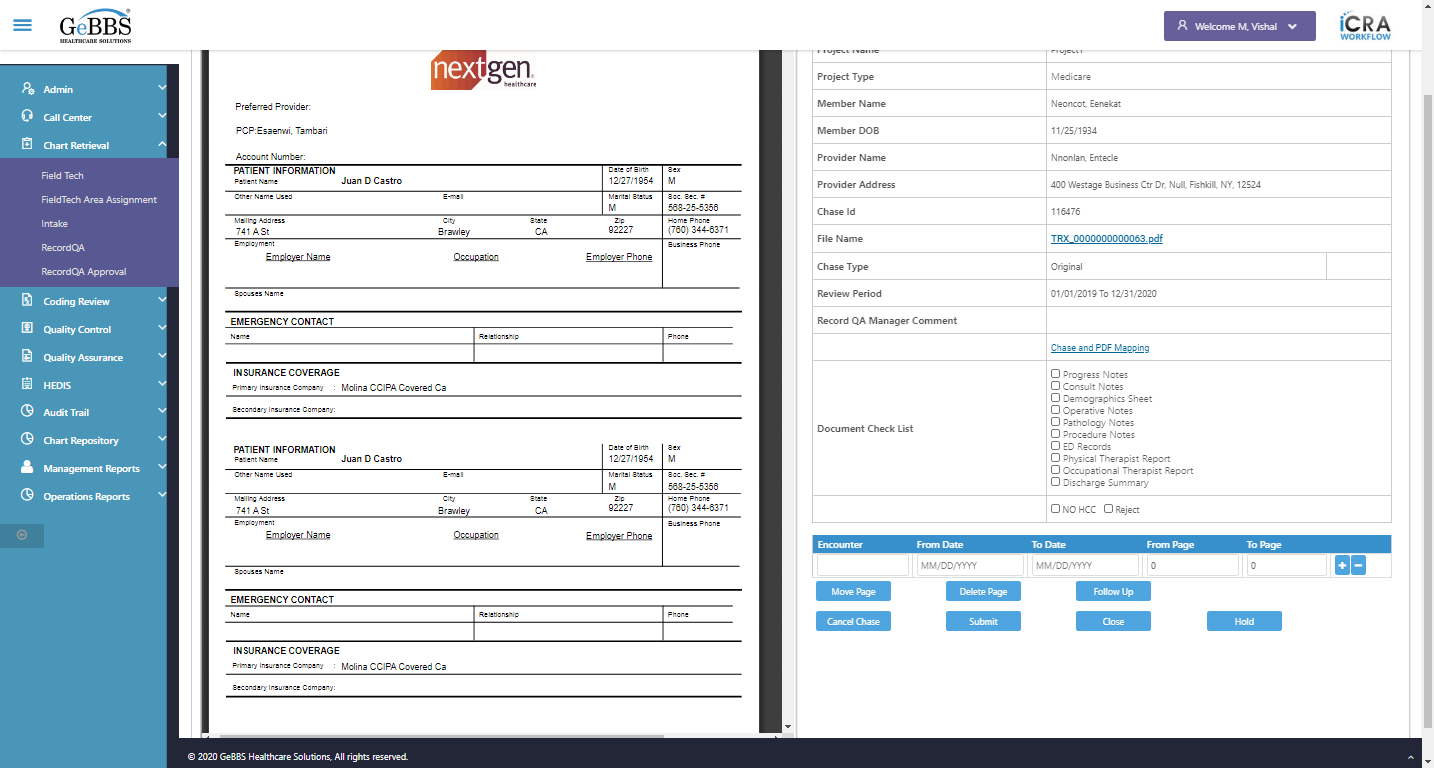 GeBBS
HEALTHCARE SOLUTIONS
Welcome M, Vishal
iCRA
WORKFLOW
Admin
Call Center
Chart Retrieval
Field Tech
FieldTech Area Assignment
Intake
RecordQA
RecordQA Approval
Coding Review
Quality Control
Quality Assurance
HEDIS
Audit Trail
Chart Repository
Management Reports
Operations Reports
nextgen
healthcare
Preferred Provider:
PCP:Esaenwi, Tambari
Account Number:
PATIENT INFORMATION Date of Birth Sex
Patient Name Juan D Castro 12/27/1954 M
Other Name Used E-mail Marital Status Soc. Sec. #
M 568-25-5356
Mailing Address City State Zip Home Phone
741 A St Brawley CA 92227 (760) 344-6371
Employment Business Phone
Employer Name Occupation Employer Phone
Spouses Name
EMERGENCY CONTACT
Name Relationship Phone
INSURANCE COVERAGE
Primary Insurance Company : Molina CCIPA Covered Ca
Secondary Insurance Company:
PATIENT INFORMATION Date of Birth Sex
Patient Name Juan D Castro 12/27/1954 M
Other Name Used E-mail Marital Status Soc. Sec. #
M 568-25-5356
Mailing Address City State Zip Home Phone
741 A St Brawley CA 92227 (760) 344-6371
Employment Business Phone
Employer Name Occupation Employer Phone
Spouses Name
EMERGENCY CONTACT
Name Relationship Phone
INSURANCE COVERAGE
Primary Insurance Company : Molina CCIPA Covered Ca
Secondary Insurance Company:
Project Name Project1
Project Type Medicare
Member Name Neoncot, Eenekat
Member DOB 11/25/1934
Provider Name Nnonlan, Entecle
Provider Address 400 Westage Business Ctr Dr, Null, Fishkill, NY, 12524
Chase Id 116476
File Name TRX_0000000000063.pdf
Chase Type Original
Review Period 01/01/2019 To 12/31/2020
Record QA Manager Comment
Chase and PDF Mapping
Document Check List
Progress Notes
Consult Notes
Demographics Sheet
Operative Notes
Pathology Notes
Procedure Notes
ED Records
Physical Therapist Report
Occupational Therapist Report
Discharge Summary
NO HCC Reject
Encounter From Date To Date From Page To Page
MM/DD/YYYY MM/DD/YYYY 0 0
Move Page Delete Page Follow Up
Cancel Chase Submit Close Hold
© 2020 GeBBS Healthcare Solutions, All rights reserved.